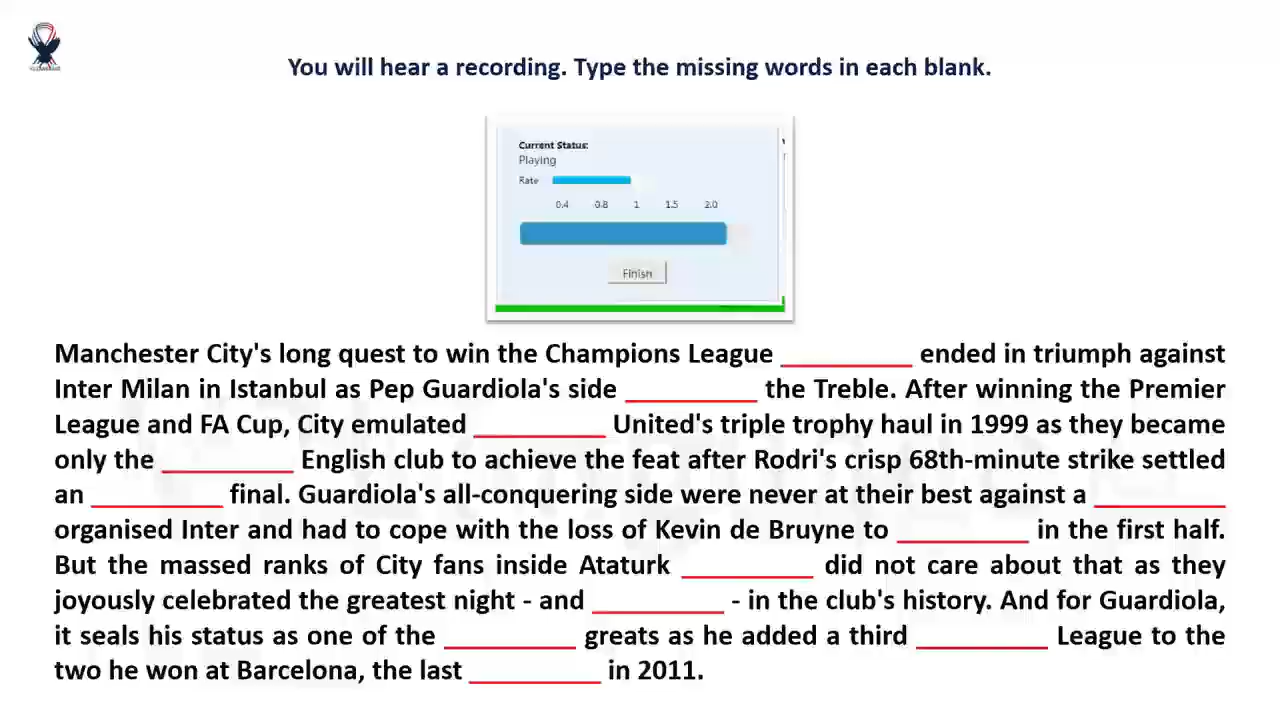 You will hear a recording. Type the missing words in each blank.
Current Status:
Playing
Rate
0.4 0.8 1 1.5 2.0
Finish
Manchester City's long quest to win the Champions League __________ ended in triumph against
Inter Milan in Istanbul as Pep Guardiola's side __________ the Treble. After winning the Premier
League and FA Cup, City emulated __________ United's triple trophy haul in 1999 as they became
only the __________ English club to achieve the feat after Rodri's crisp 68th-minute strike settled
an __________ final. Guardiola's all-conquering side were never at their best against a __________
organised Inter and had to cope with the loss of Kevin de Bruyne to __________ in the first half.
But the massed ranks of City fans inside Ataturk __________ did not care about that as they
joyously celebrated the greatest night - and __________ - in the club's history. And for Guardiola,
it seals his status as one of the __________ greats as he added a third __________ League to the
two he won at Barcelona, the last __________ in 2011.